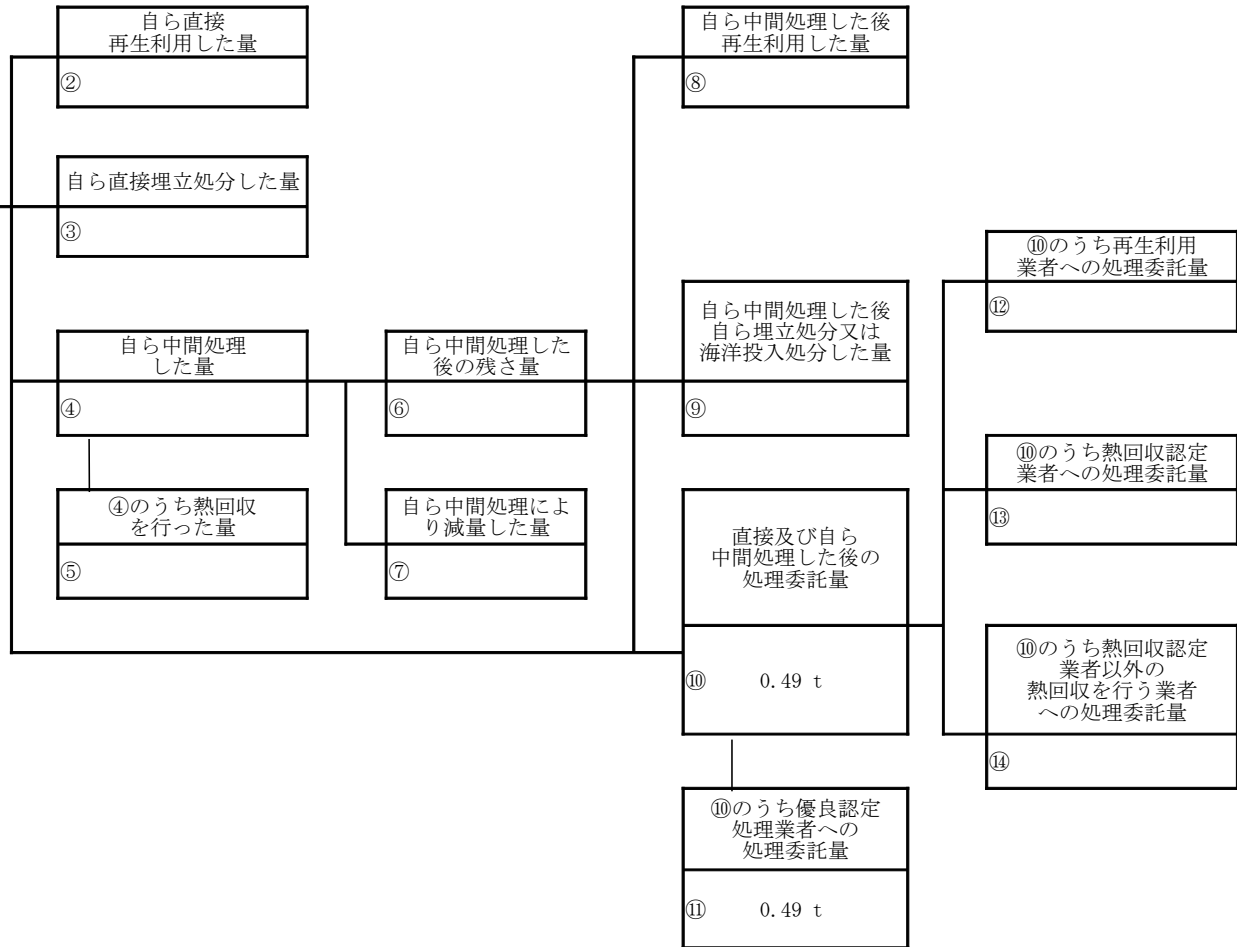 自ら直接
再生利用した量
②
自ら直接埋立処分した量
③
自ら中間処理
した量
④
④のうち熱回収
を行った量
⑤
自ら中間処理した
後の残さ量
⑥
自ら中間処理によ
り減量した量
⑦
自ら中間処理した後
再生利用した量
⑧
自ら中間処理した後
自ら埋立処分又は
海洋投入処分した量
⑨
直接及び自ら
中間処理した後の
処理委託量
⑩ 0.49 t
⑩のうち優良認定
処理業者への
処理委託量
⑪ 0.49 t
⑩のうち再生利用
業者への処理委託量
⑫
⑩のうち熱回収認定
業者への処理委託量
⑬
⑩のうち熱回収認定
業者以外の
熱回収を行う業者
への処理委託量
⑭